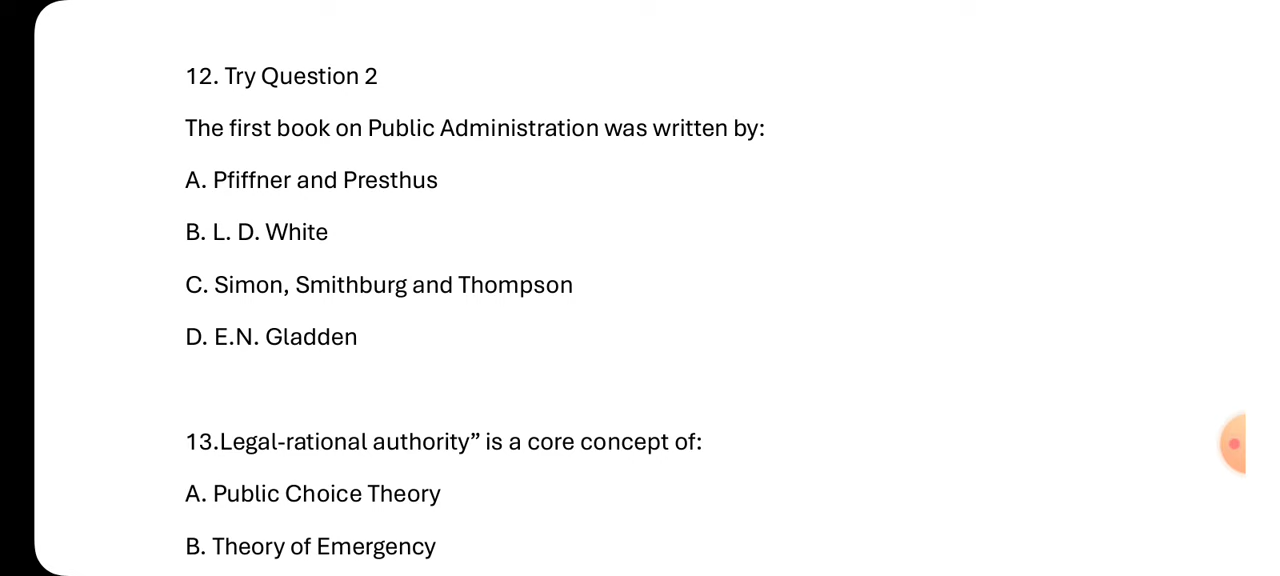 12. Try Question 2
The first book on Public Administration was written by:
A. Pfiffner and Presthus
B. L. D. White
C. Simon, Smithburg and Thompson
D. E.N. Gladden
13.Legal-rational authority” is a core concept of:
A. Public Choice Theory
B. Theory of Emergency